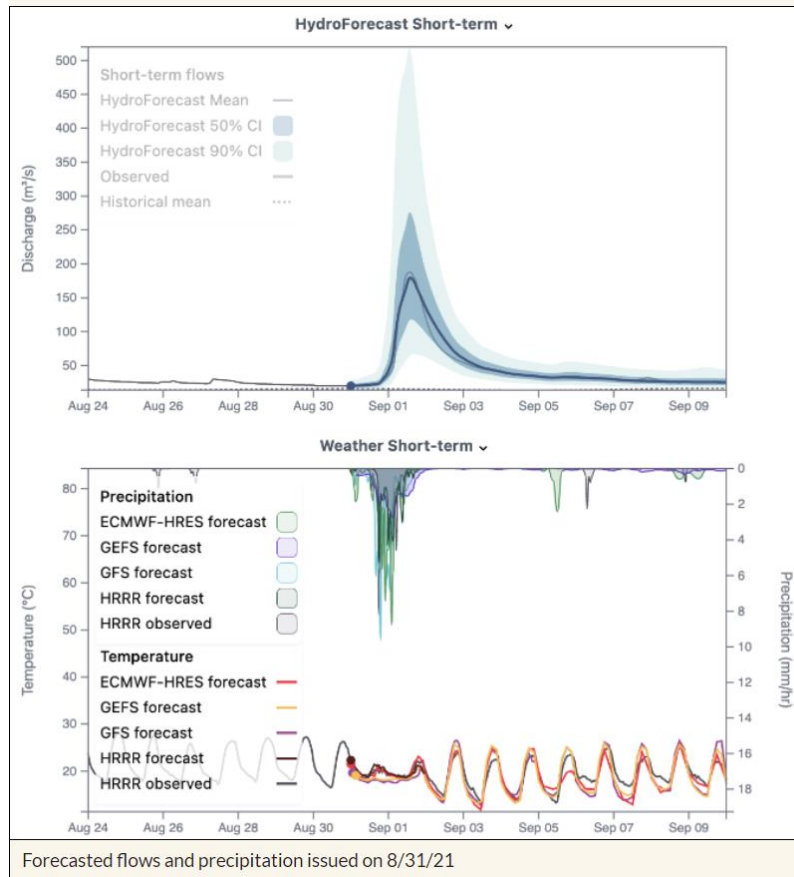 HydroForecast Short-term
500
450
400
350
300
250
200
150
100
50
Discharge (m³/s)
Short-term flows
HydroForecast Mean
HydroForecast 50% CI
HydroForecast 90% CI
Observed
Historical mean
Aug 24 Aug 26 Aug 28 Aug 30 Sep 01 Sep 03 Sep 05 Sep 07 Sep 09
Weather Short-term
80
70
60
50
40
30
20
Temperature (°C)
Precipitation
ECMWF-HRES forecast
GEFS forecast
GFS forecast
HRRR forecast
HRRR observed
Temperature
ECMWF-HRES forecast
GEFS forecast
GFS forecast
HRRR forecast
HRRR observed
0
2
4
6
8
10
12
14
16
18
Precipitation (mm/hr)
Aug 24 Aug 26 Aug 28 Aug 30 Sep 01 Sep 03 Sep 05 Sep 07 Sep 09
Forecasted flows and precipitation issued on 8/31/21